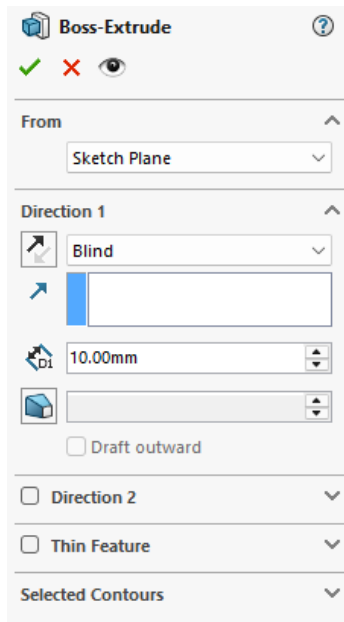 Boss-Extrude
From
Sketch Plane
Direction 1
Blind
D1 10.00mm
Draft outward
Direction 2
Thin Feature
Selected Contours